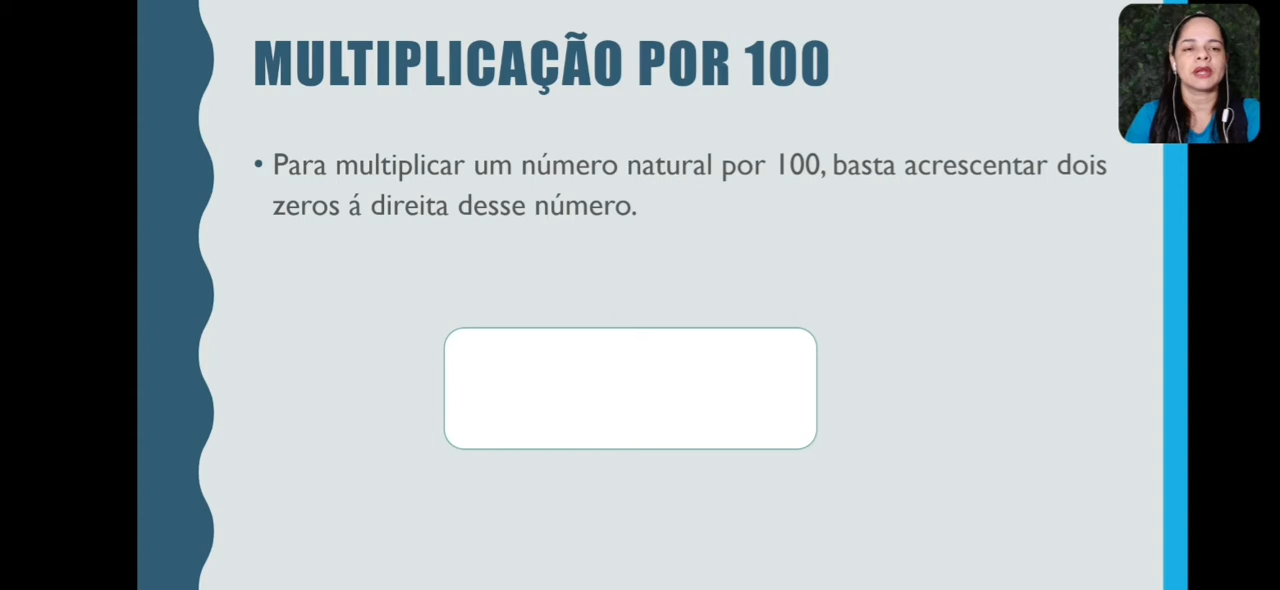 MULTIPLICAÇÃO POR 100
• Para multiplicar um número natural por 100, basta acrescentar dois
zeros á direita desse número.